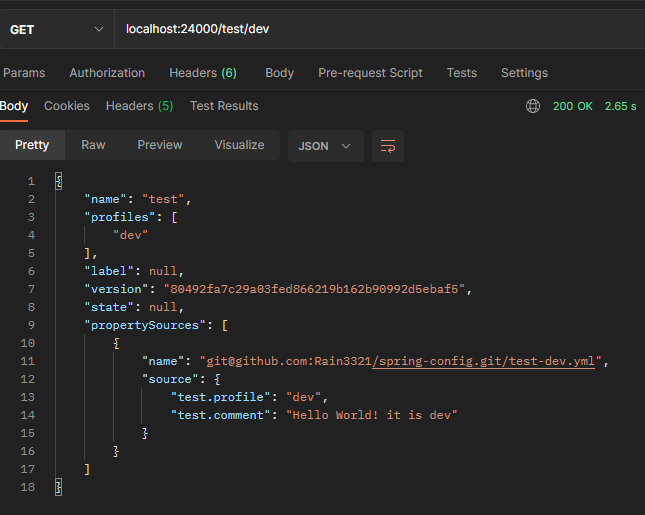 GET localhost:24000/test/dev
Params Authorization Headers (6) Body Pre-request Script Tests Settings
Body Cookies Headers (5) Test Results 200 OK 2.65 s
Pretty Raw Preview Visualize JSON
1 {
2 "name": "test",
3 "profiles": [
4 "dev"
5 ],
6 "label": null,
7 "version": "80492fa7c29a03fed866219b162b90992d5ebaf5",
8 "state": null,
9 "propertySources": [
10 {
11 "name": "git@github.com:Rain3321/spring-config.git/test-dev.yml",
12 "source": {
13 "test.profile": "dev",
14 "test.comment": "Hello World! it is dev"
15 }
16 }
17 ]
18 }